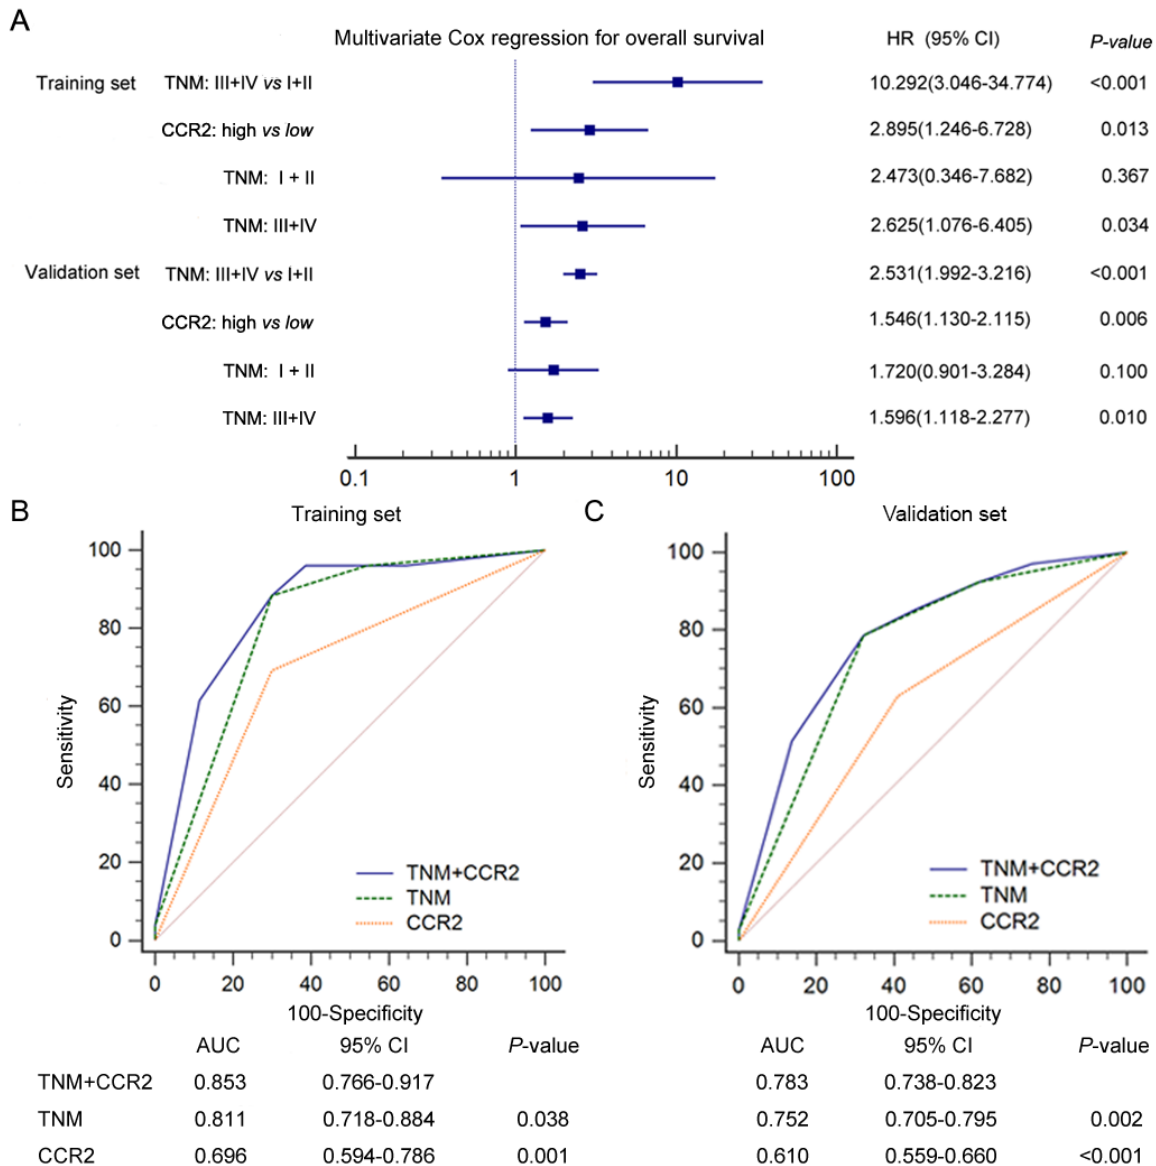 A
Multivariate Cox regression for overall survival HR (95% CI) P-value
Training set TNM: III+IV vs I+II 10.292(3.046-34.774) <0.001
CCR2: high vs low 2.895(1.246-6.728) 0.013
TNM: I + II 2.473(0.346-7.682) 0.367
TNM: III+IV 2.625(1.076-6.405) 0.034
Validation set TNM: III+IV vs I+II 2.531(1.992-3.216) <0.001
CCR2: high vs low 1.546(1.130-2.115) 0.006
TNM: I + II 1.720(0.901-3.284) 0.100
TNM: III+IV 1.596(1.118-2.277) 0.010
0.1 1 10 100
B
Training set
100
80
60
40
20
0
Sensitivity
TNM+CCR2
TNM
CCR2
0 20 40 60 80 100
100-Specificity
AUC 95% CI P-value
TNM+CCR2 0.853 0.766-0.917
TNM 0.811 0.718-0.884 0.038
CCR2 0.696 0.594-0.786 0.001
C
Validation set
100
80
60
40
20
0
Sensitivity
TNM+CCR2
TNM
CCR2
0 20 40 60 80 100
100-Specificity
AUC 95% CI P-value
0.783 0.738-0.823
0.752 0.705-0.795 0.002
0.610 0.559-0.660 <0.001